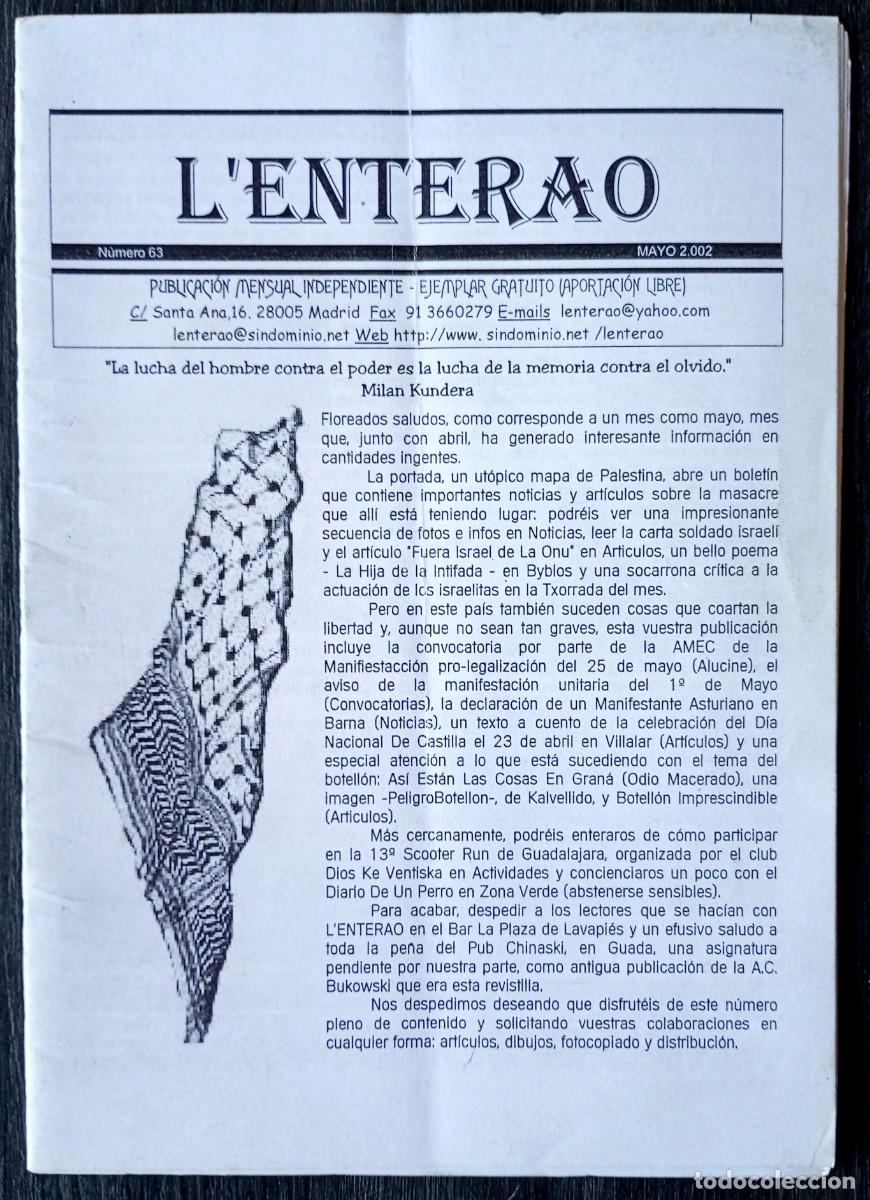 L'ENTERAO
Número 63 MAYO 2.002
PUBLICACIÓN MENSUAL INDEPENDIENTE - EJEMPLAR GRATUITO (APORTACIÓN LIBRE)
C/ Santa Ana,16. 28005 Madrid Fax 91 3660279 E-mails lenterao@yahoo.com
lenterao@sindominio.net Web http://www. sindominio.net /lenterao
"La lucha del hombre contra el poder es la lucha de la memoria contra el olvido."
Milan Kundera
Floreados saludos, como corresponde a un mes como mayo, mes
que, junto con abril, ha generado interesante información en
cantidades ingentes.
La portada, un utópico mapa de Palestina, abre un boletín
que contiene importantes noticias y artículos sobre la masacre
que allí está teniendo lugar: podréis ver una impresionante
secuencia de fotos e infos en Noticias, leer la carta soldado israelí
y el artículo "Fuera Israel de La Onu" en Articulos, un bello poema
- La Hija de la Intifada - en Byblos y una socarrona crítica a la
actuación de los israelitas en la Txorrada del mes.
Pero en este país también suceden cosas que coartan la
libertad y, aunque no sean tan graves, esta vuestra publicación
incluye la convocatoria por parte de la AMEC de la
Manifiestacción pro-legalización del 25 de mayo (Alucine), el
aviso de la manifestación unitaria del 1º de Mayo
(Convocatorias), la declaración de un Manifestante Asturiano en
Barna (Noticias), un texto a cuento de la celebración del Día
Nacional De Castilla el 23 de abril en Villalar (Artículos) y una
especial atención a lo que está sucediendo con el tema del
botellón: Así Están Las Cosas En Graná (Odio Macerado), una
imagen -PeligroBotellon-, de Kalvellido, y Botellón Imprescindible
(Articulos).
Más cercanamente, podréis enteraros de cómo participar
en la 13ª Scooter Run de Guadalajara, organizada por el club
Dios Ke Ventiska en Actividades y concienciaros un poco con el
Diario De Un Perro en Zona Verde (abstenerse sensibles).
Para acabar, despedir a los lectores que se hacían con
L'ENTERAO en el Bar La Plaza de Lavapiés y un efusivo saludo a
toda la peña del Pub Chinaski, en Guada, una asignatura
pendiente por nuestra parte, como antigua publicación de la A.C.
Bukowski que era esta revistilla.
Nos despedimos deseando que disfrutéis de este número
pleno de contenido y solicitando vuestras colaboraciones en
cualquier forma: artículos, dibujos, fotocopiado y distribución.
todocoleccion